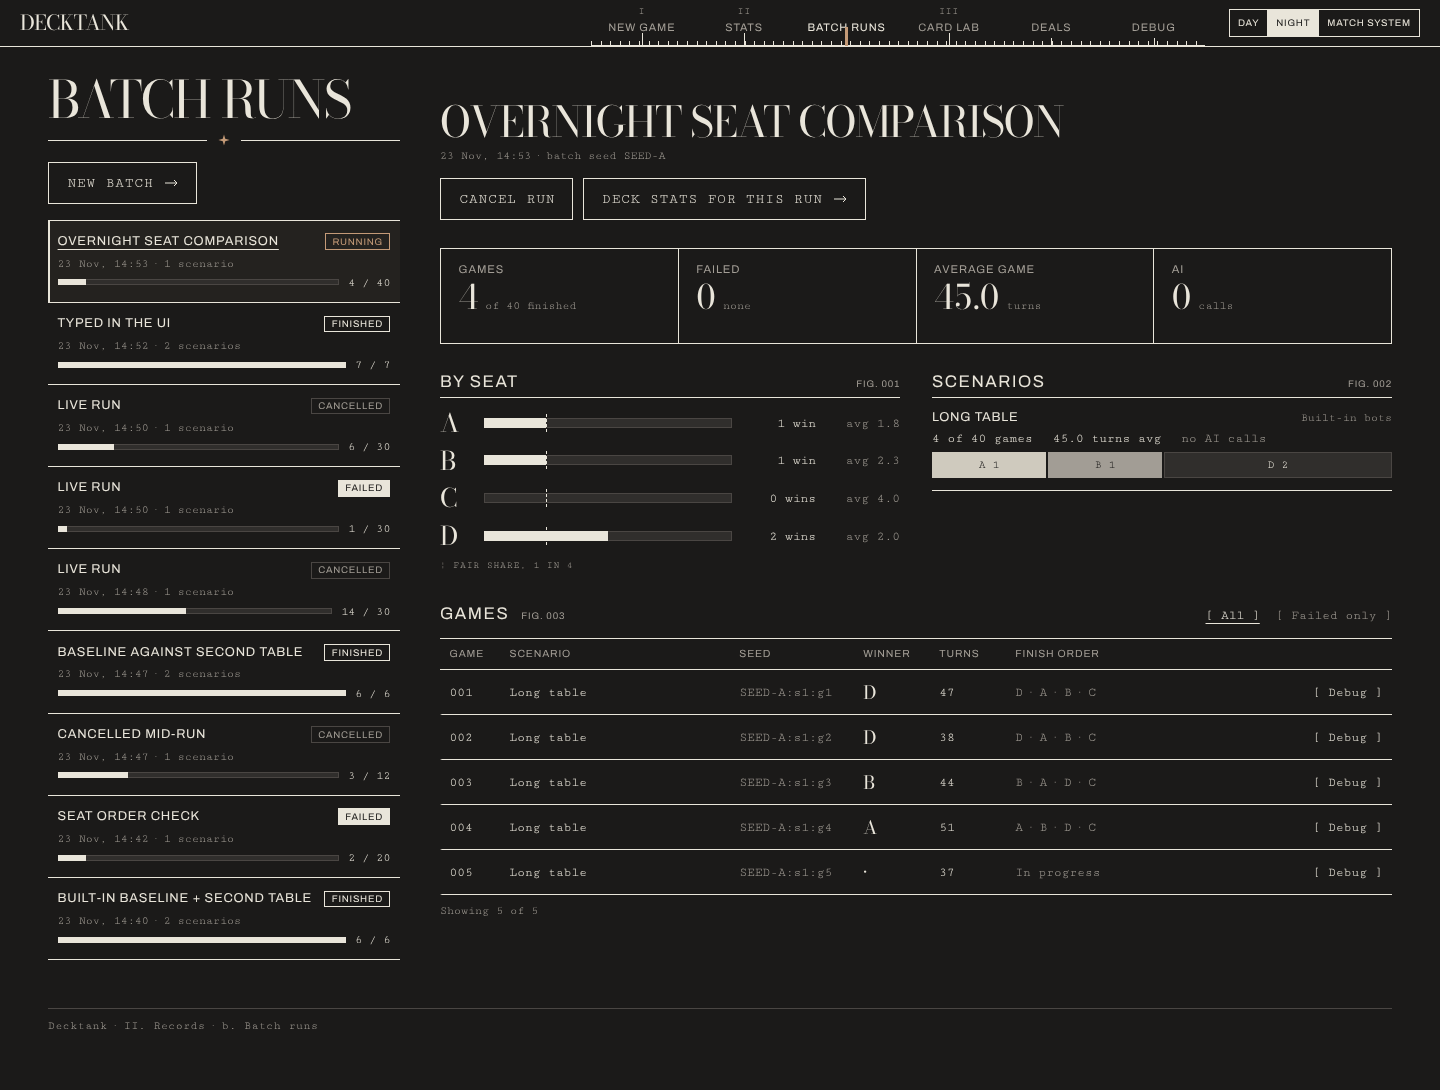 DECKTANK
I
NEW GAME
II
STATS
BATCH RUNS
III
CARD LAB
DEALS
DEBUG
DAY
NIGHT
MATCH SYSTEM
BATCH RUNS
NEW BATCH →
OVERNIGHT SEAT COMPARISON
RUNNING
23 Nov, 14:53 · 1 scenario
4 / 40
TYPED IN THE UI
FINISHED
23 Nov, 14:52 · 2 scenarios
7 / 7
LIVE RUN
CANCELLED
23 Nov, 14:50 · 1 scenario
6 / 30
LIVE RUN
FAILED
23 Nov, 14:50 · 1 scenario
1 / 30
LIVE RUN
CANCELLED
23 Nov, 14:48 · 1 scenario
14 / 30
BASELINE AGAINST SECOND TABLE
FINISHED
23 Nov, 14:47 · 2 scenarios
6 / 6
CANCELLED MID-RUN
CANCELLED
23 Nov, 14:47 · 1 scenario
3 / 12
SEAT ORDER CHECK
FAILED
23 Nov, 14:42 · 1 scenario
2 / 20
BUILT-IN BASELINE + SECOND TABLE
FINISHED
23 Nov, 14:40 · 2 scenarios
6 / 6
OVERNIGHT SEAT COMPARISON
23 Nov, 14:53 · batch seed SEED-A
CANCEL RUN
DECK STATS FOR THIS RUN →
GAMES
4 of 40 finished
FAILED
0 none
AVERAGE GAME
45.0 turns
AI
0 calls
BY SEAT
FIG. 001
A 1 win avg 1.8
B 1 win avg 2.3
C 0 wins avg 4.0
D 2 wins avg 2.0
¦ FAIR SHARE, 1 IN 4
SCENARIOS
FIG. 002
LONG TABLE
Built-in bots
4 of 40 games 45.0 turns avg no AI calls
A 1 B 1 D 2
GAMES FIG. 003
[ All ] [ Failed only ]
GAME SCENARIO SEED WINNER TURNS FINISH ORDER
001 Long table SEED-A:s1:g1 D 47 D · A · B · C [ Debug ]
002 Long table SEED-A:s1:g2 D 38 D · A · B · C [ Debug ]
003 Long table SEED-A:s1:g3 B 44 B · A · D · C [ Debug ]
004 Long table SEED-A:s1:g4 A 51 A · B · D · C [ Debug ]
005 Long table SEED-A:s1:g5 · 37 In progress [ Debug ]
Showing 5 of 5
Decktank · II. Records · b. Batch runs